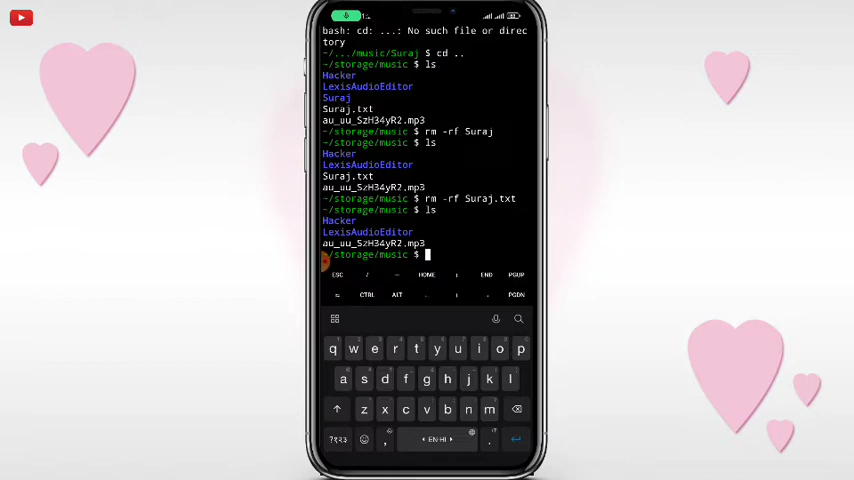 bash: cd: ...: No such file or direc
tory
~/.../music/Suraj $ cd ..
~/storage/music $ ls
Hacker
LexisAudioEditor
Suraj
Suraj.txt
au_uu_SzH34yR2.mp3
~/storage/music $ rm -rf Suraj
~/storage/music $ ls
Hacker
LexisAudioEditor
Suraj.txt
au_uu_SzH34yR2.mp3
~/storage/music $ rm -rf Suraj.txt
~/storage/music $ ls
Hacker
LexisAudioEditor
au_uu_SzH34yR2.mp3
~/storage/music $
ESC / — HOME ↑ END PGUP
CTRL ALT ← ↓ → PGDN
q w e r t y u i o p
a s d f g h j k l
z x c v b n m
?१२३ , EN·HI .